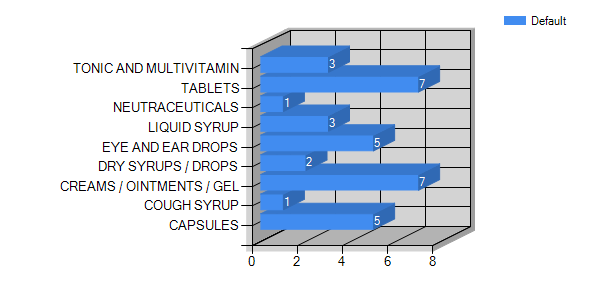 Default
TONIC AND MULTIVITAMIN 3
TABLETS 7
NEUTRACEUTICALS 1
LIQUID SYRUP 3
EYE AND EAR DROPS 5
DRY SYRUPS / DROPS 2
CREAMS / OINTMENTS / GEL 7
COUGH SYRUP 1
CAPSULES 5
0 2 4 6 8